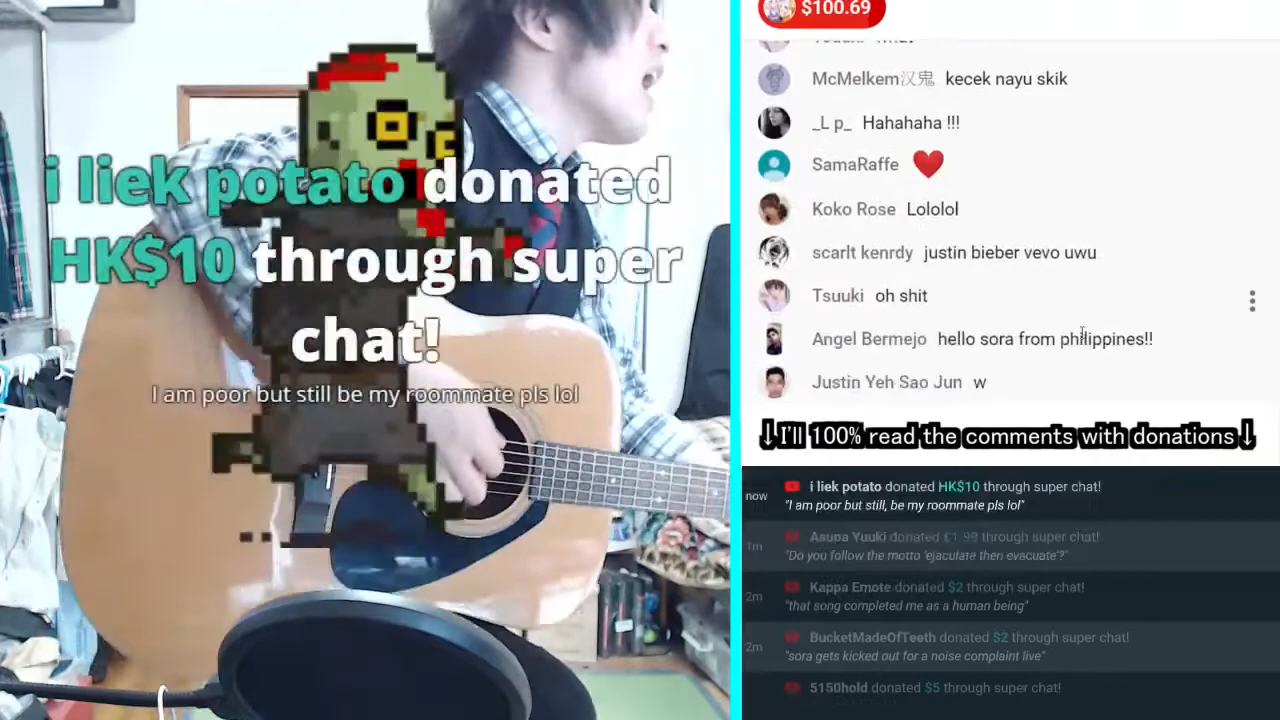 i liek potato donated
HK$10 through super
chat!
I am poor but still be my roommate pls lol
$100.69
McMelkem汉鬼 kecek nayu skik
_L p_ Hahahaha !!!
SamaRaffe ❤
Koko Rose Lololol
scarlt kenrdy justin bieber vevo uwu
Tsuuki oh shit
Angel Bermejo hello sora from philippines!!
Justin Yeh Sao Jun w
↓I'll 100% read the comments with donations↓
now i liek potato donated HK$10 through super chat!
"I am poor but still, be my roommate pls lol"
1m Asupa Yuuki donated £1.99 through super chat!
"Do you follow the motto 'ejaculate then evacuate'?"
2m Kappa Emote donated $2 through super chat!
"that song completed me as a human being"
2m BucketMadeOfTeeth donated $2 through super chat!
"sora gets kicked out for a noise complaint live"
5150hold donated $5 through super chat!